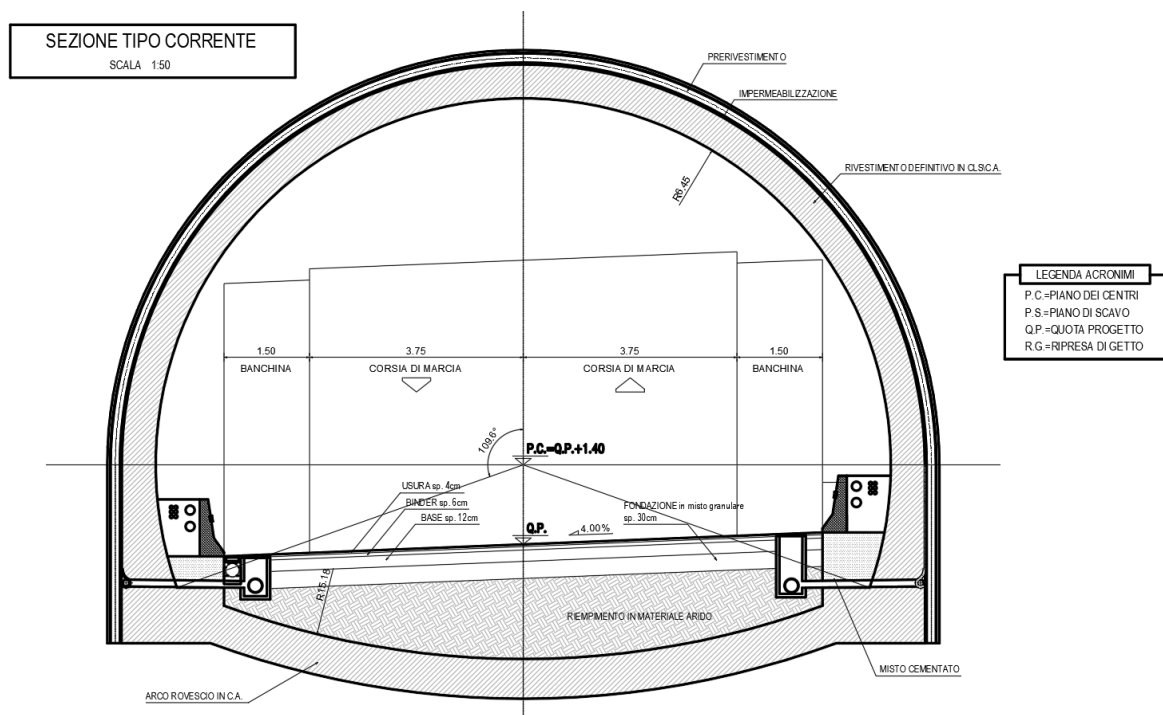 SEZIONE TIPO CORRENTE
SCALA 1:50
PRERIVESTIMENTO
IMPERMEABILIZZAZIONE
RIVESTIMENTO DEFINITIVO IN CLS\C.A.
R6.45
LEGENDA ACRONIMI
P.C.=PIANO DEI CENTRI
P.S.=PIANO DI SCAVO
Q.P.=QUOTA PROGETTO
R.G.=RIPRESA DI GETTO
1.50
3.75
3.75
1.50
BANCHINA
CORSIA DI MARCIA
CORSIA DI MARCIA
BANCHINA
109.6°
P.C.=Q.P.+1.40
USURA sp. 4cm
BINDER sp. 6cm
BASE sp. 12cm
FONDAZIONE in misto granulare
sp. 30cm
Q.P.
4.00%
R15.18
RIEMPIMENTO IN MATERIALE ARIDO
MISTO CEMENTATO
ARCO ROVESCIO IN C.A.